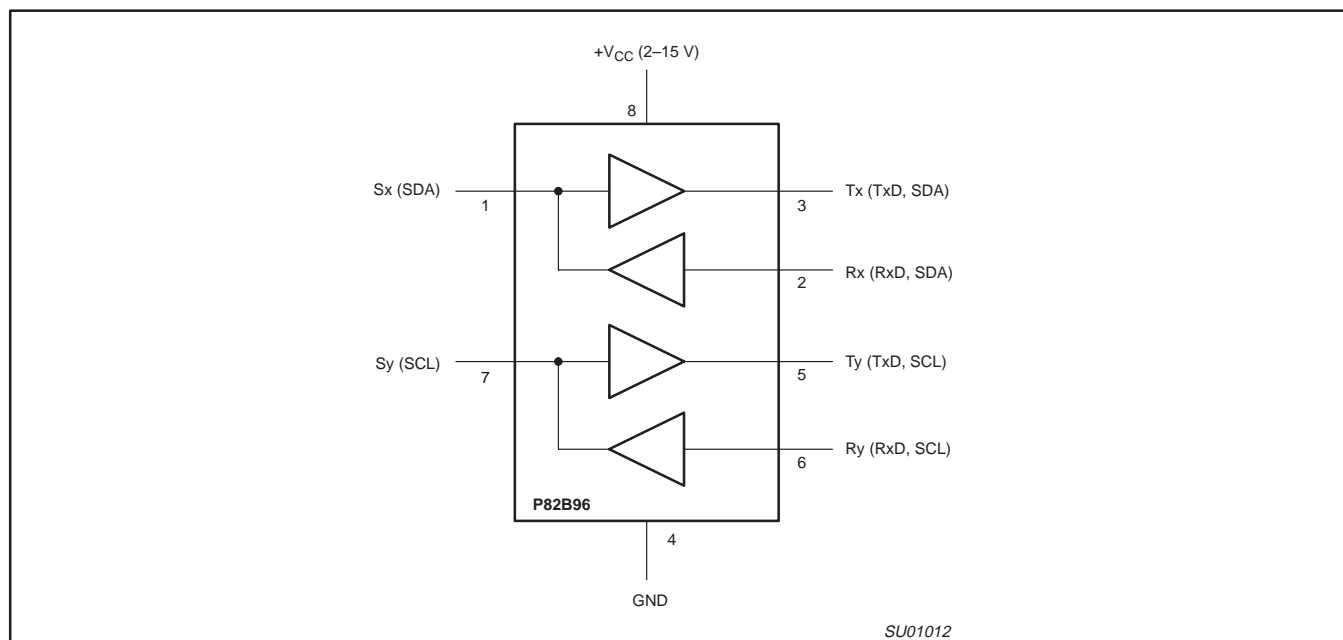 +VCC (2–15 V)
8
Sx (SDA)
1
Tx (TxD, SDA)
3
Rx (RxD, SDA)
2
Sy (SCL)
7
Ty (TxD, SCL)
5
Ry (RxD, SCL)
6
P82B96
4
GND
SU01012